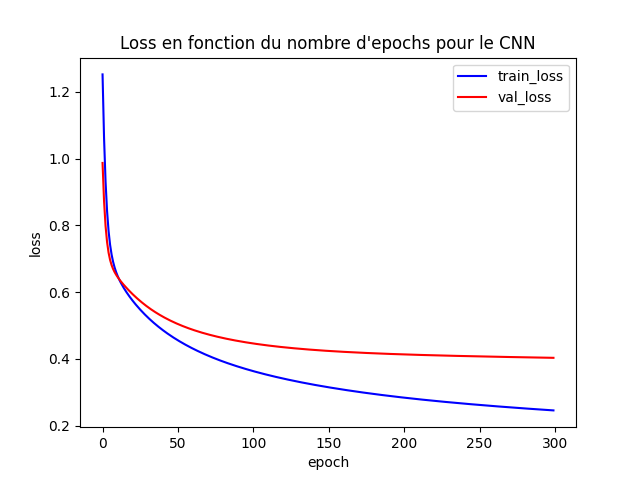 Loss en fonction du nombre d'epochs pour le CNN
train_loss
val_loss
1.2
1.0
0.8
0.6
0.4
0.2
loss
0 50 100 150 200 250 300
epoch